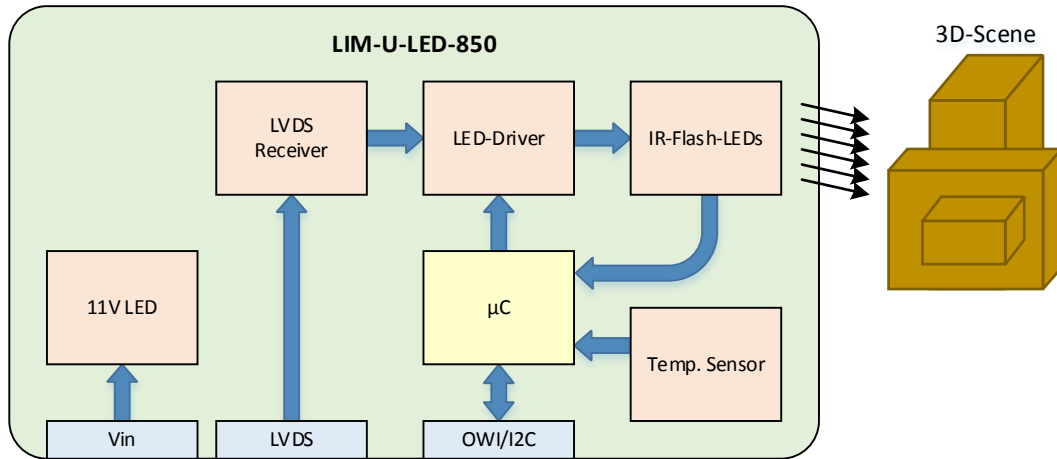 LIM-U-LED-850
3D-Scene
LVDS
Receiver
LED-Driver
IR-Flash-LEDs
11V LED
µC
Temp. Sensor
Vin
LVDS
OWI/I2C